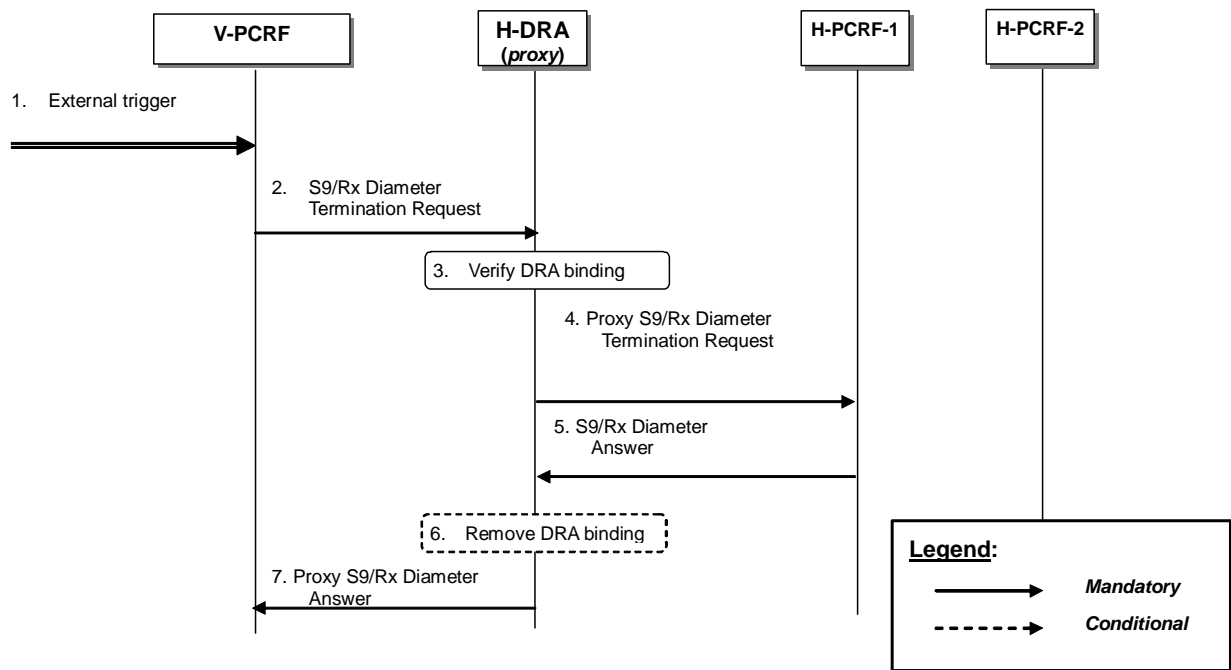 V-PCRF
H-DRA
(proxy)
H-PCRF-1
H-PCRF-2
1. External trigger
2. S9/Rx Diameter
Termination Request
3. Verify DRA binding
4. Proxy S9/Rx Diameter
Termination Request
5. S9/Rx Diameter
Answer
6. Remove DRA binding
7. Proxy S9/Rx Diameter
Answer
Legend:
Mandatory
Conditional